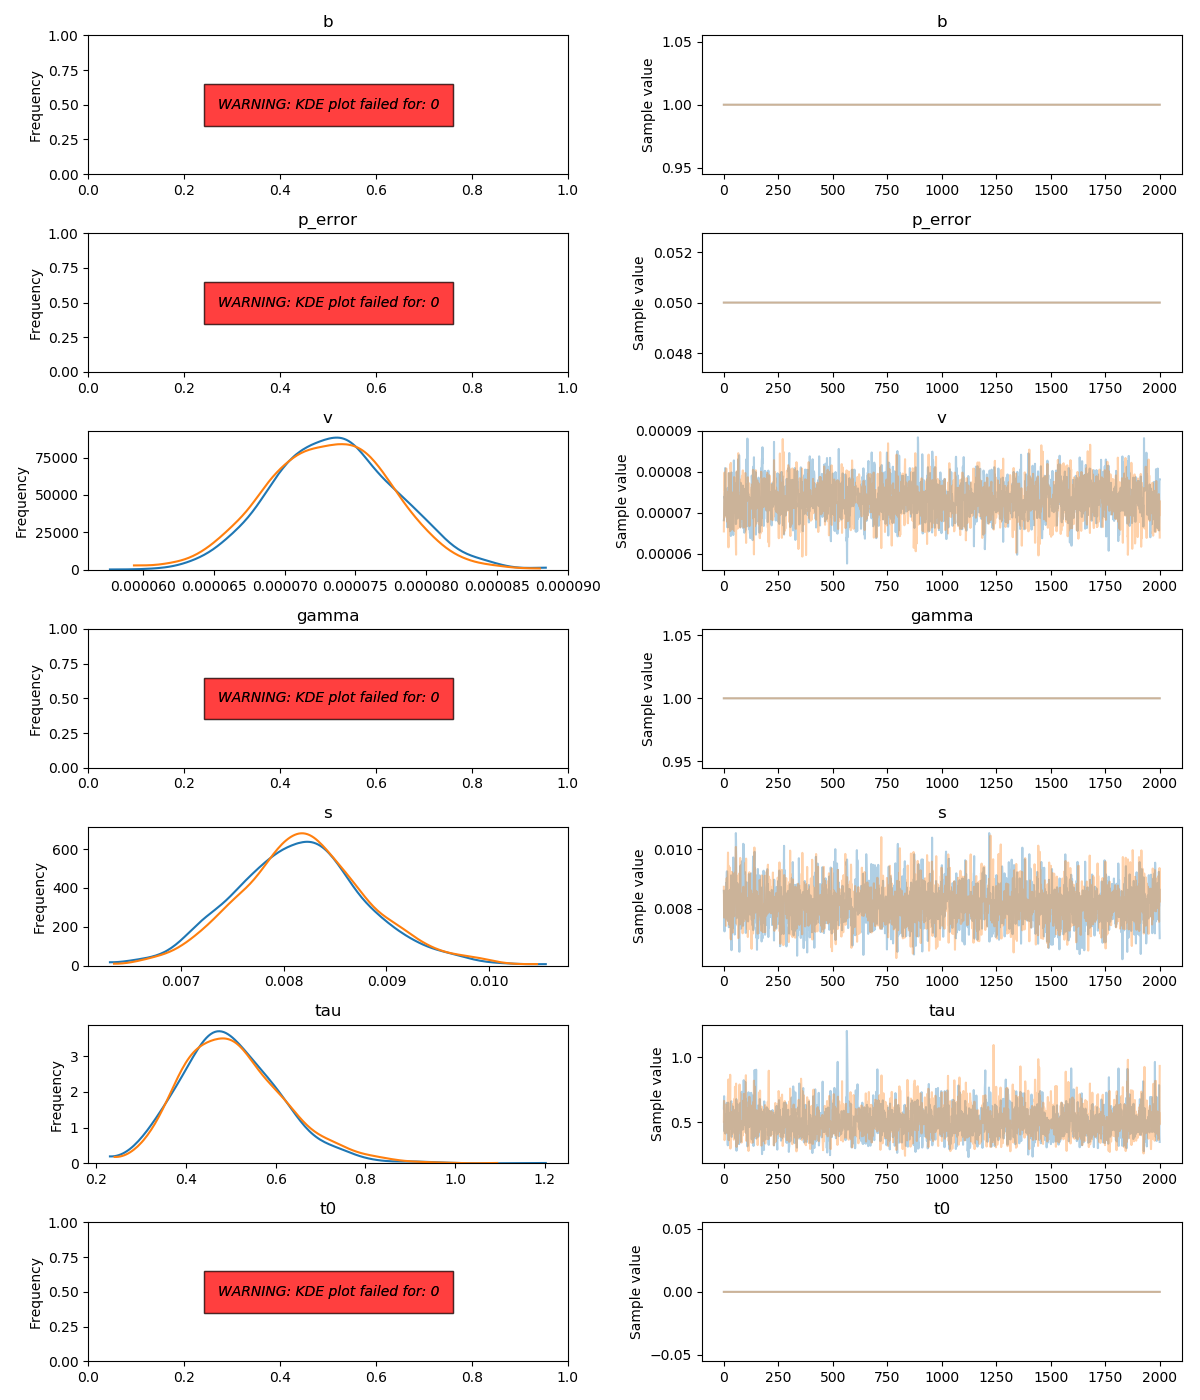 b
1.00
0.75
0.50
0.25
0.00
Frequency
WARNING: KDE plot failed for: 0
0.0 0.2 0.4 0.6 0.8 1.0
b
1.05
1.00
0.95
Sample value
0 250 500 750 1000 1250 1500 1750 2000
p_error
1.00
0.75
0.50
0.25
0.00
Frequency
WARNING: KDE plot failed for: 0
0.0 0.2 0.4 0.6 0.8 1.0
p_error
0.052
0.050
0.048
Sample value
0 250 500 750 1000 1250 1500 1750 2000
v
75000
50000
25000
0
Frequency
0.000060 0.000065 0.000070 0.000075 0.000080 0.000085 0.000090
v
0.00009
0.00008
0.00007
0.00006
Sample value
0 250 500 750 1000 1250 1500 1750 2000
gamma
1.00
0.75
0.50
0.25
0.00
Frequency
WARNING: KDE plot failed for: 0
0.0 0.2 0.4 0.6 0.8 1.0
gamma
1.05
1.00
0.95
Sample value
0 250 500 750 1000 1250 1500 1750 2000
s
600
400
200
0
Frequency
0.007 0.008 0.009 0.010
s
0.010
0.008
Sample value
0 250 500 750 1000 1250 1500 1750 2000
tau
3
2
1
0
Frequency
0.2 0.4 0.6 0.8 1.0 1.2
tau
1.0
0.5
Sample value
0 250 500 750 1000 1250 1500 1750 2000
t0
1.00
0.75
0.50
0.25
0.00
Frequency
WARNING: KDE plot failed for: 0
0.0 0.2 0.4 0.6 0.8 1.0
t0
0.05
0.00
−0.05
Sample value
0 250 500 750 1000 1250 1500 1750 2000